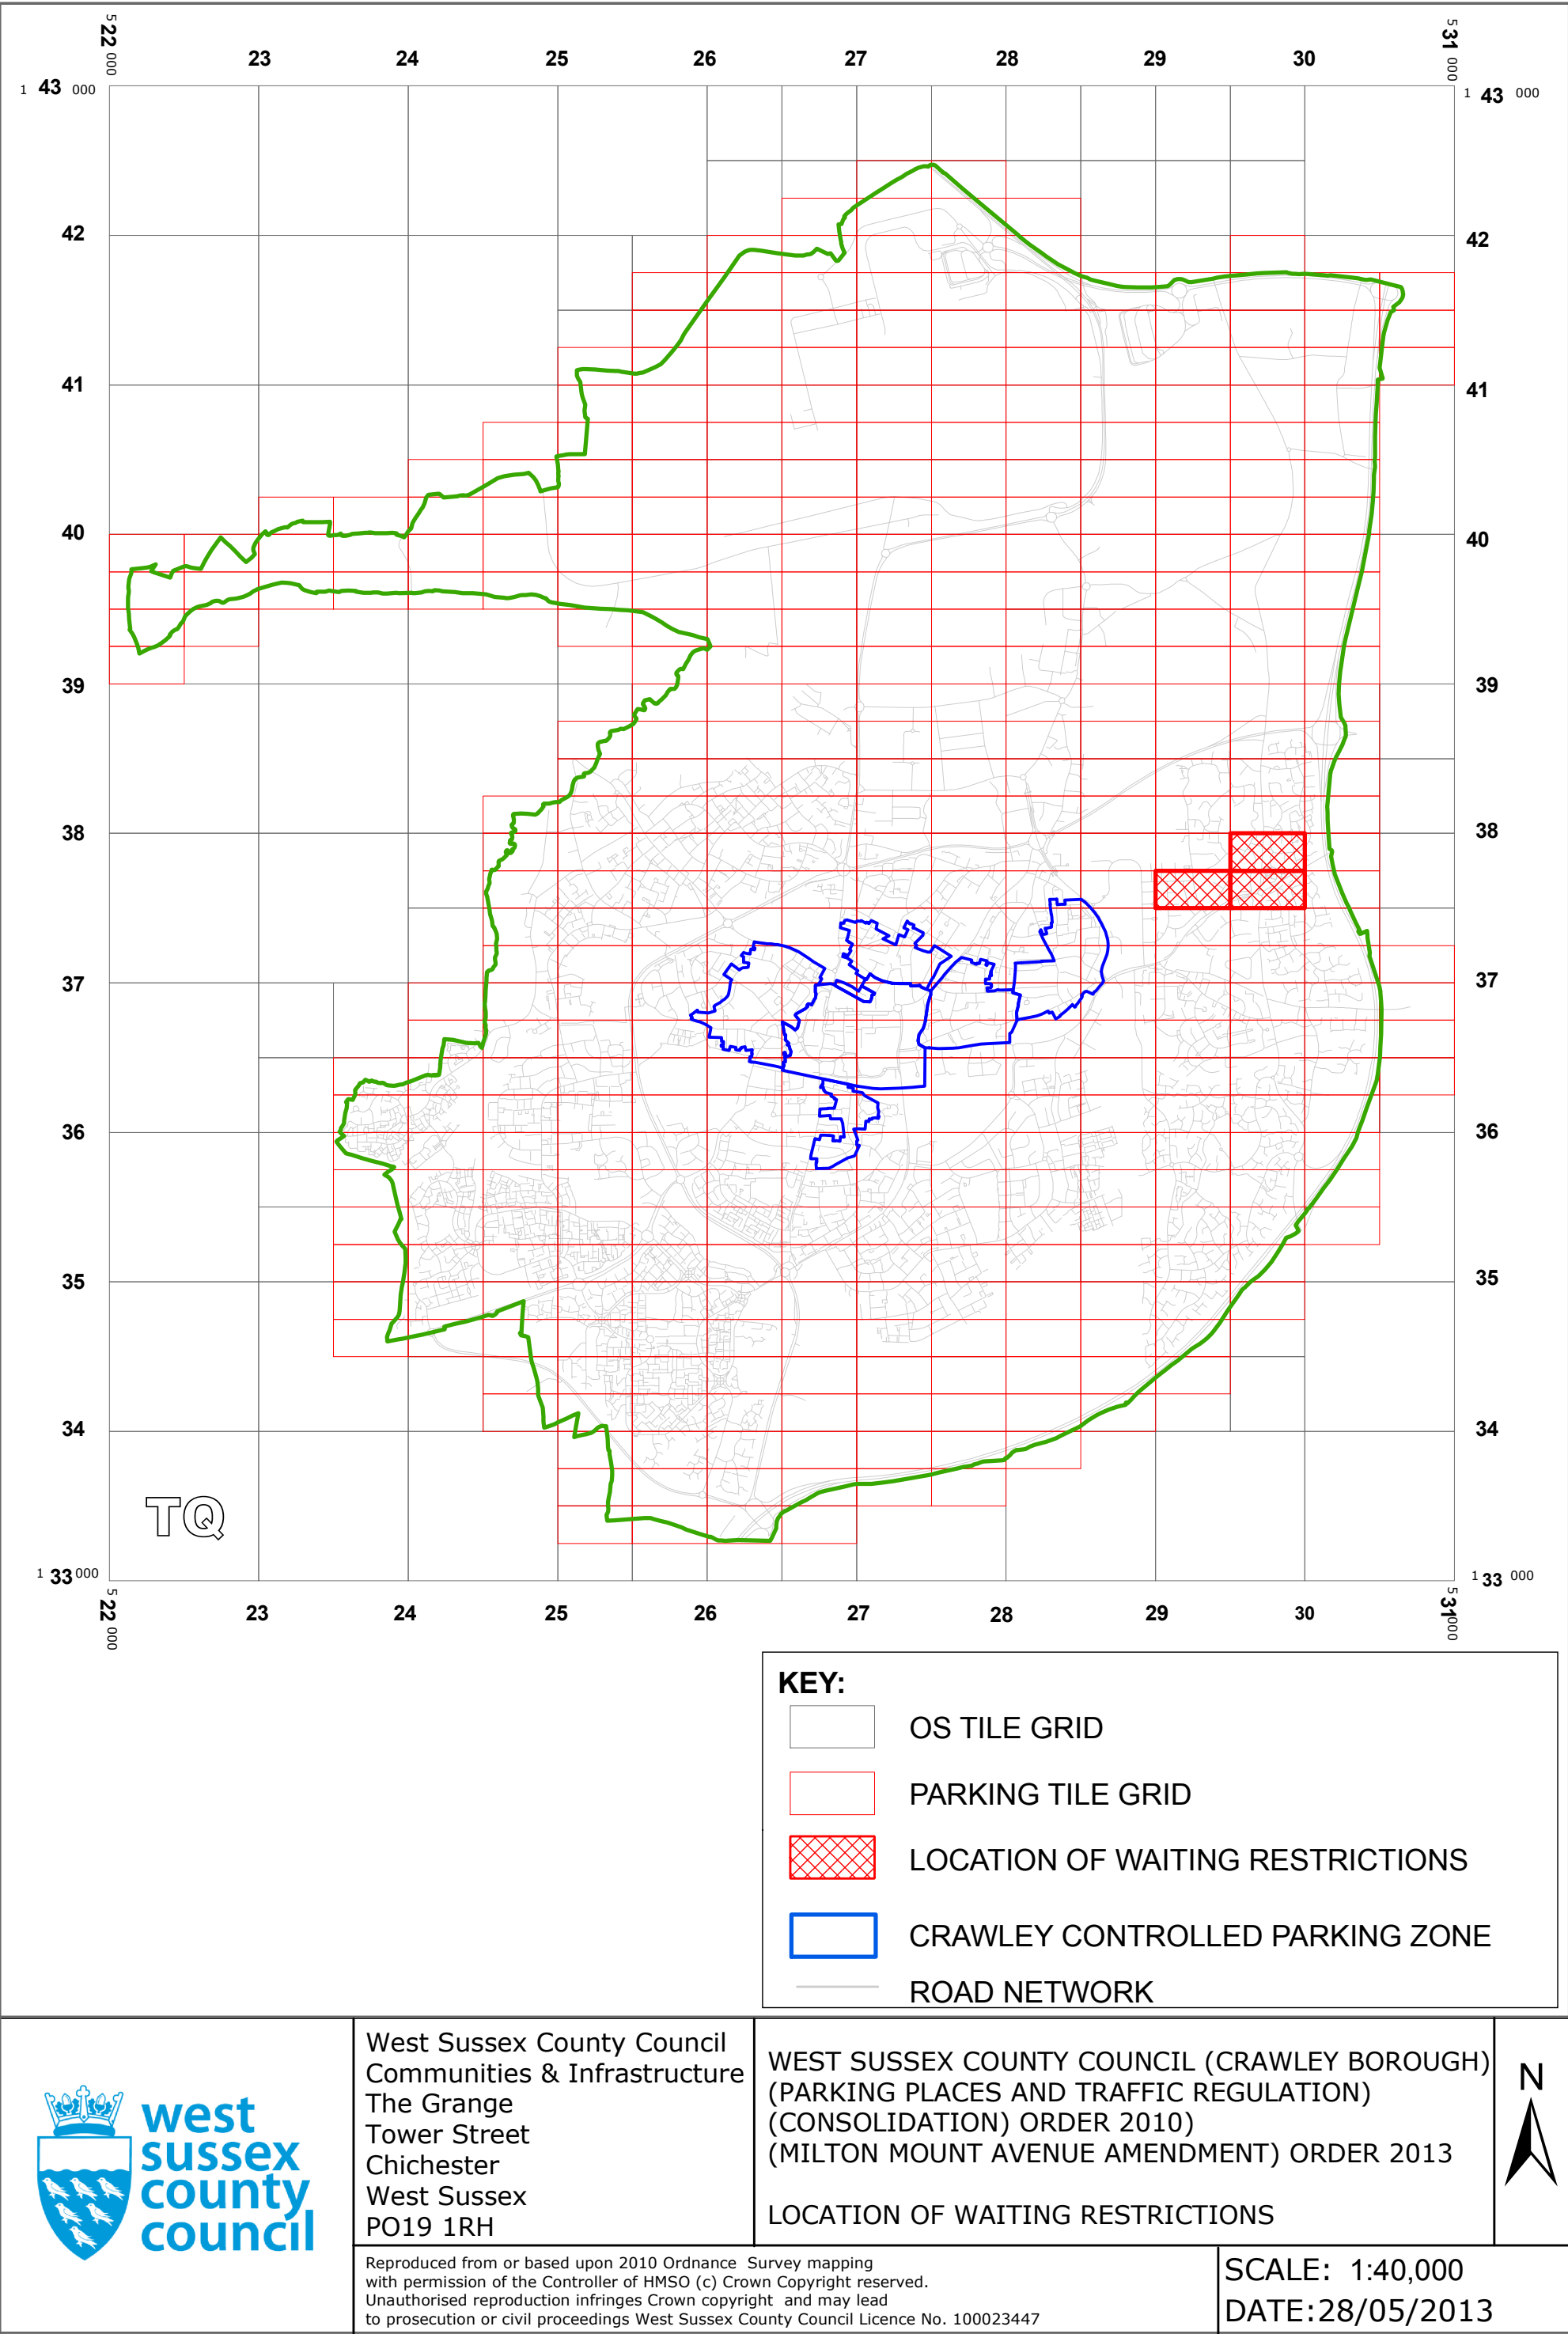 5 22 000 23 24 25 26 27 28 29 30 5 31 000
1 43 000 1 43 000
42 42
41 41
40 40
39 39
38 38
37 37
36 36
35 35
34 34
TQ
1 33 000 1 33 000
5 22 000 23 24 25 26 27 28 29 30 5 31 000
KEY:
OS TILE GRID
PARKING TILE GRID
LOCATION OF WAITING RESTRICTIONS
CRAWLEY CONTROLLED PARKING ZONE
ROAD NETWORK
west
sussex
county
council
West Sussex County Council
Communities & Infrastructure
The Grange
Tower Street
Chichester
West Sussex
PO19 1RH
WEST SUSSEX COUNTY COUNCIL (CRAWLEY BOROUGH)
(PARKING PLACES AND TRAFFIC REGULATION)
(CONSOLIDATION) ORDER 2010)
(MILTON MOUNT AVENUE AMENDMENT) ORDER 2013
LOCATION OF WAITING RESTRICTIONS
N
Reproduced from or based upon 2010 Ordnance Survey mapping
with permission of the Controller of HMSO (c) Crown Copyright reserved.
Unauthorised reproduction infringes Crown copyright and may lead
to prosecution or civil proceedings West Sussex County Council Licence No. 100023447
SCALE: 1:40,000
DATE:28/05/2013